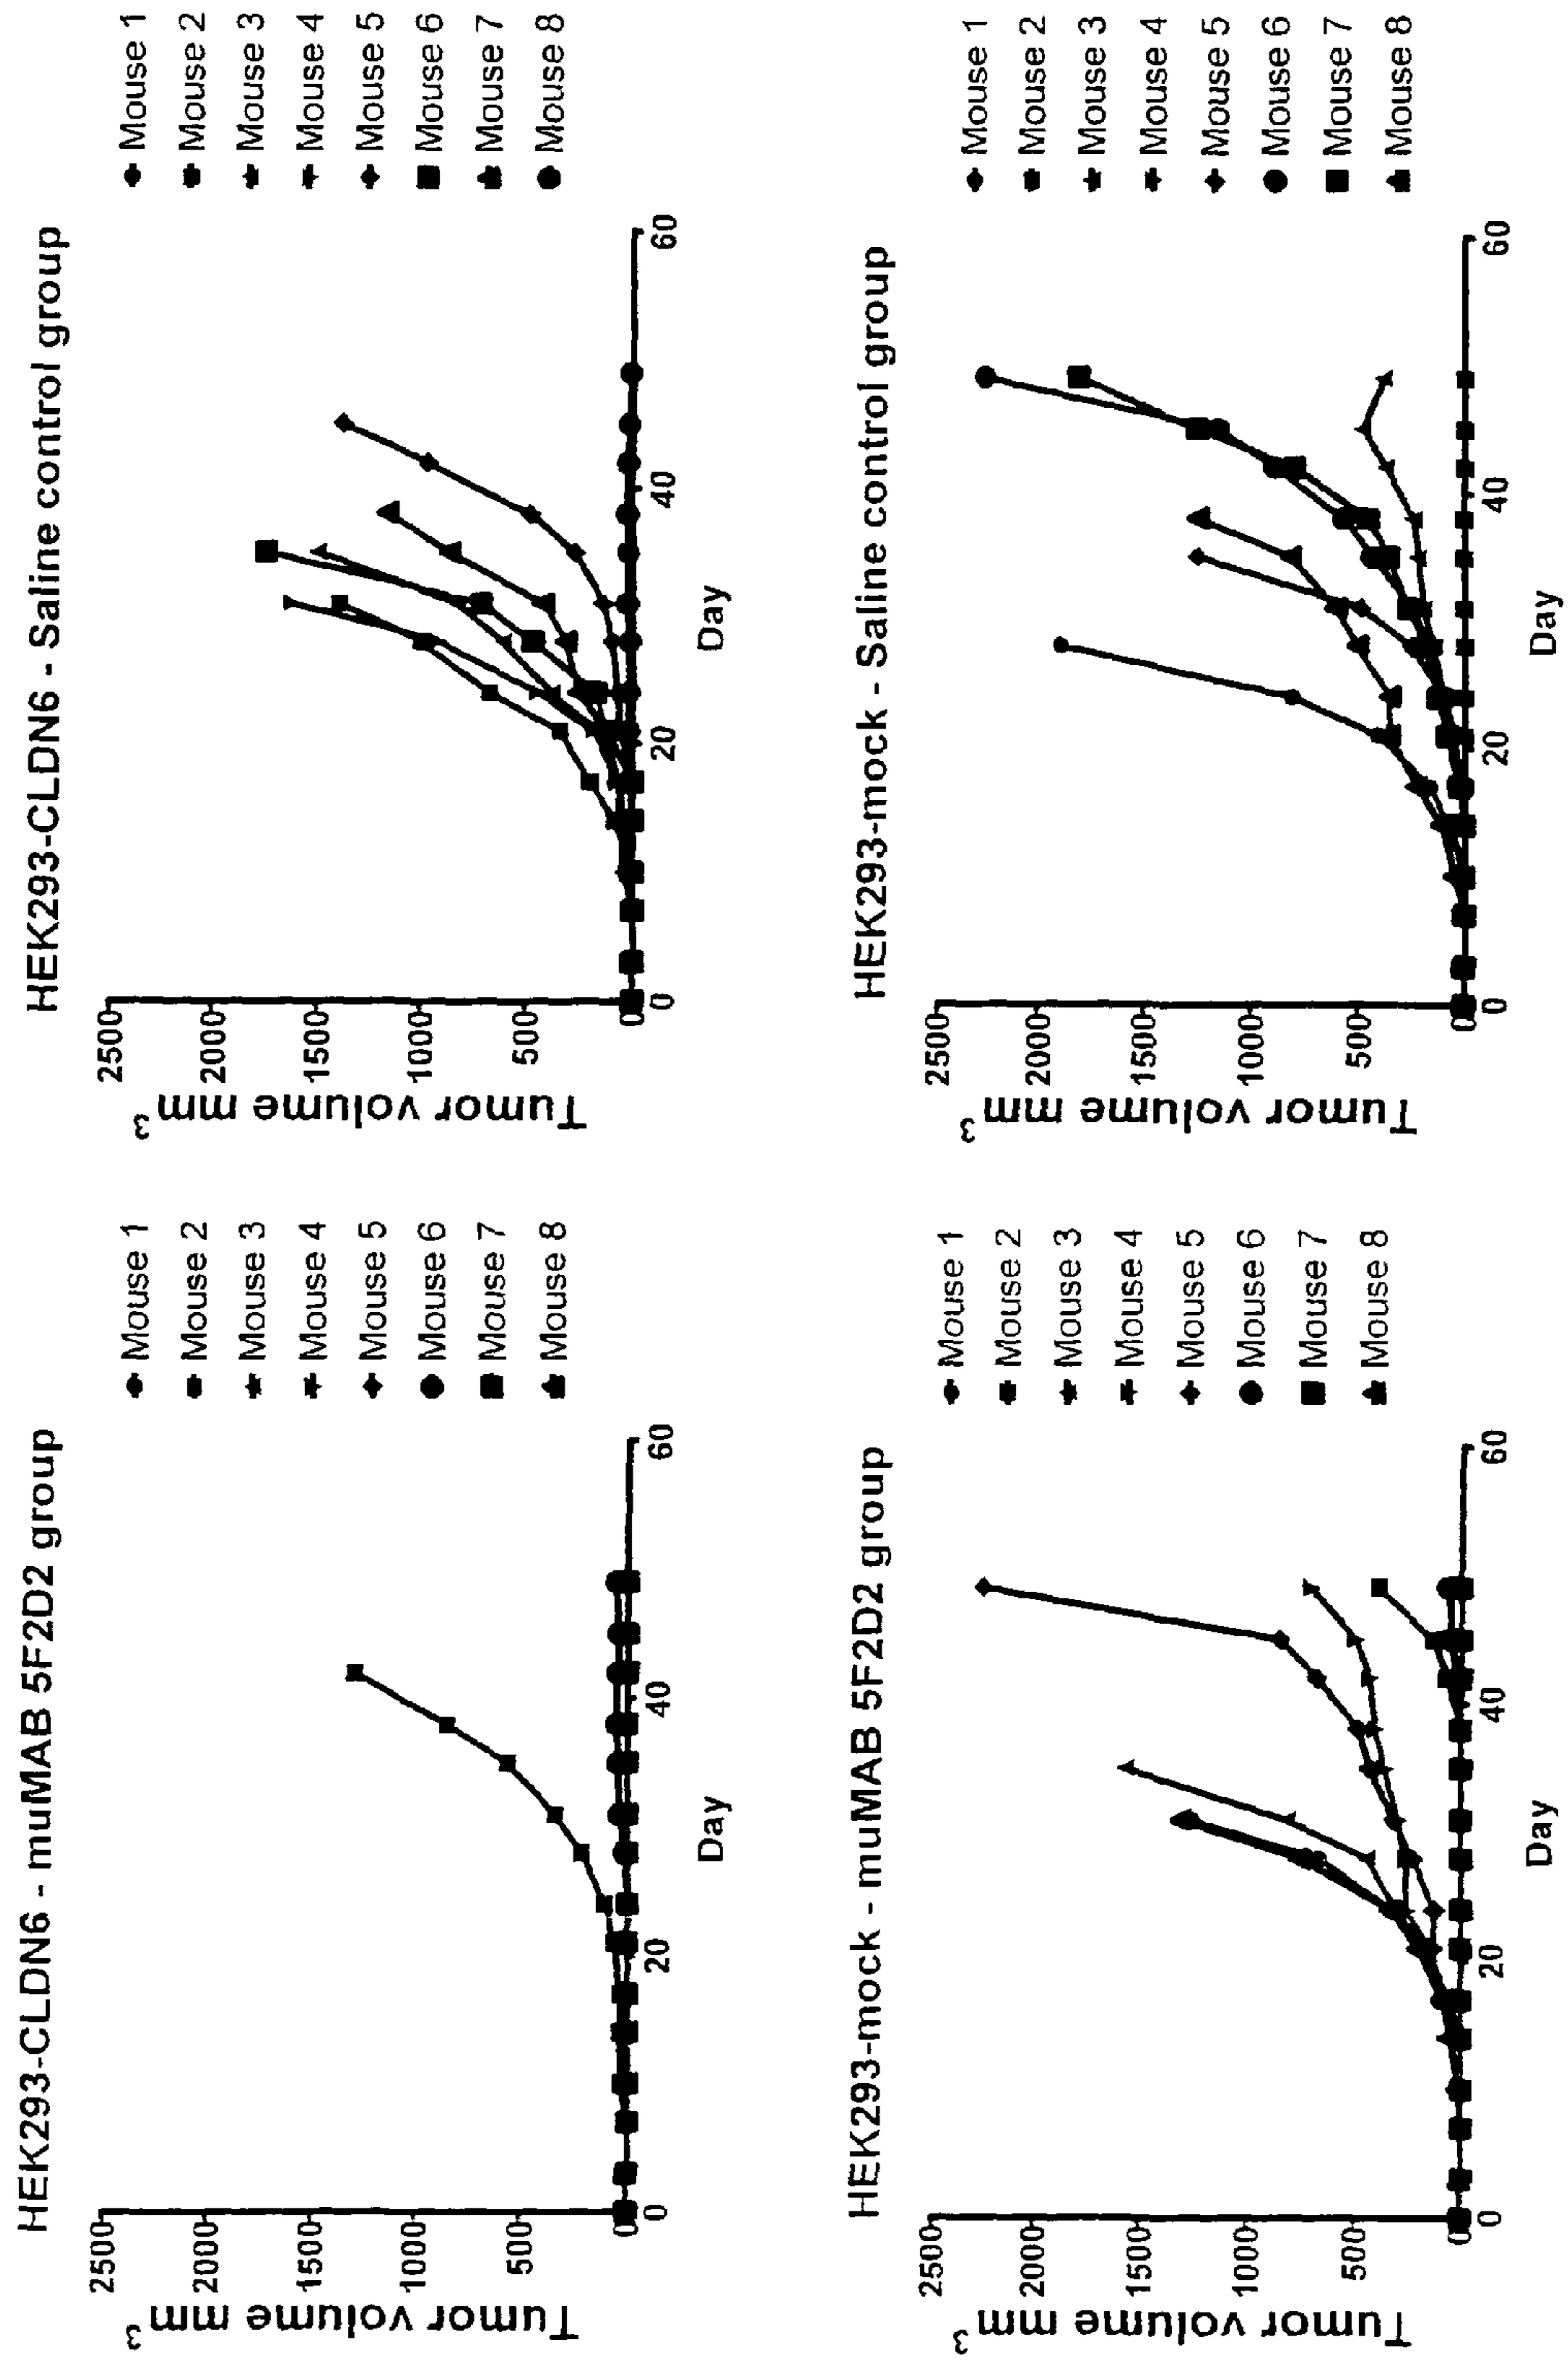 HEK293-CLDN6 - muMAB 5F2D2 group
Tumor volume mm³
2500
2000
1500
1000
500
0
0
20
40
60
Day
Mouse 1
Mouse 2
Mouse 3
Mouse 4
Mouse 5
Mouse 6
Mouse 7
Mouse 8
HEK293-CLDN6 - Saline control group
Tumor volume mm³
2500
2000
1500
1000
500
0
0
20
40
60
Day
Mouse 1
Mouse 2
Mouse 3
Mouse 4
Mouse 5
Mouse 6
Mouse 7
Mouse 8
HEK293-mock - muMAB 5F2D2 group
Tumor volume mm³
2500
2000
1500
1000
500
0
0
20
40
60
Day
Mouse 1
Mouse 2
Mouse 3
Mouse 4
Mouse 5
Mouse 6
Mouse 7
Mouse 8
HEK293-mock - Saline control group
Tumor volume mm³
2500
2000
1500
1000
500
0
0
20
40
60
Day
Mouse 1
Mouse 2
Mouse 3
Mouse 4
Mouse 5
Mouse 6
Mouse 7
Mouse 8